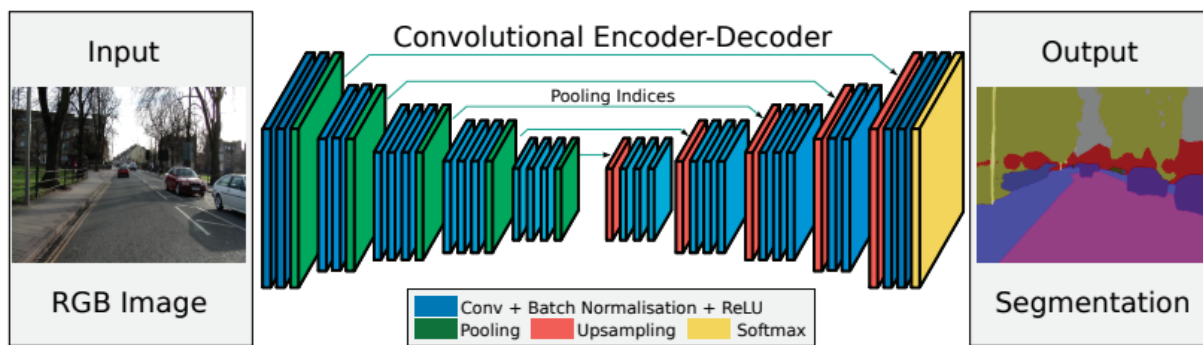 Input
RGB Image
Convolutional Encoder-Decoder
Pooling Indices
Conv + Batch Normalisation + ReLU
Pooling Upsampling Softmax
Output
Segmentation